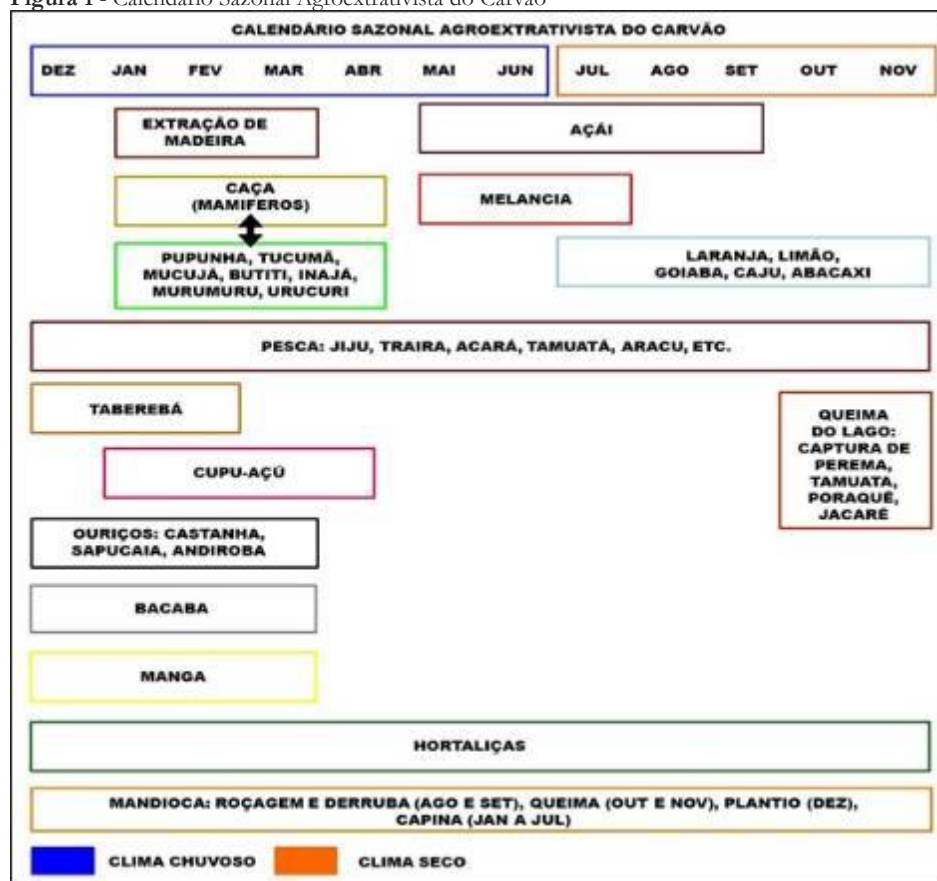 Figura 1 - Calendário Sazonal Agroextrativista do Carvão
CALENDÁRIO SAZONAL AGROEXTRATIVISTA DO CARVÃO
DEZ JAN FEV MAR ABR MAI JUN JUL AGO SET OUT NOV
EXTRAÇÃO DE
MADEIRA
AÇÁI
CAÇA
(MAMIFEROS)
MELANCIA
PUPUNHA, TUCUMÃ,
MUCUJÁ, BUTITI, INAJÁ,
MURUMURU, URUCURI
LARANJA, LIMÃO,
GOIABA, CAJU, ABACAXI
PESCA: JIJU, TRAIRA, ACARÁ, TAMUATÁ, ARACU, ETC.
TABEREBÁ
QUEIMA
DO LAGO:
CAPTURA DE
PEREMA,
TAMUATA,
PORAQUÊ,
JACARÉ
CUPU-AÇÚ
OURIÇOS: CASTANHA,
SAPUCAIA, ANDIROBA
BACABA
MANGA
HORTALIÇAS
MANDIOCA: ROÇAGEM E DERRUBA (AGO E SET), QUEIMA (OUT E NOV), PLANTIO (DEZ),
CAPINA (JAN A JUL)
CLIMA CHUVOSO CLIMA SECO